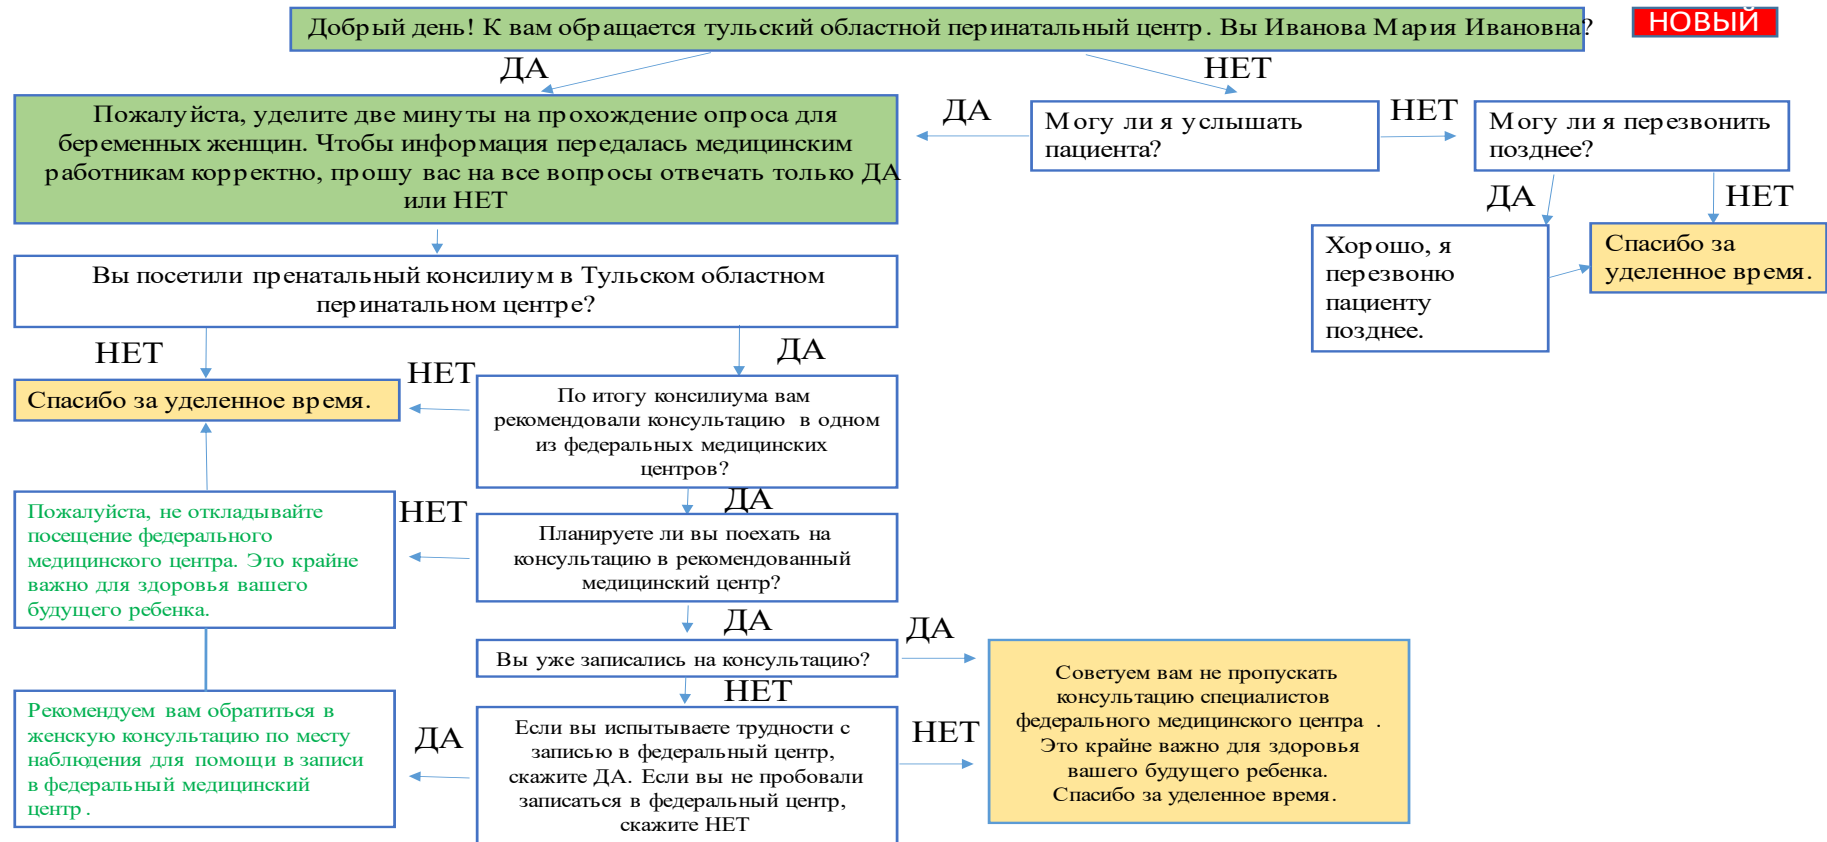 Добрый день! К вам обращается тульский областной перинатальный центр. Вы Иванова Мария Ивановна?
НОВЫЙ
ДА
НЕТ
Пожалуйста, уделите две минуты на прохождение опроса для
беременных женщин. Чтобы информация передалась медицинским
работникам корректно, прошу вас на все вопросы отвечать только ДА
или НЕТ
ДА
Могу ли я услышать
пациента?
НЕТ
Могу ли я перезвонить
позднее?
ДА
НЕТ
Хорошо, я
перезвоню
пациенту
позднее.
Спасибо за
уделенное время.
Вы посетили пренатальный консилиум в Тульском областном
перинатальном центре?
НЕТ
ДА
Спасибо за уделенное время.
НЕТ
По итогу консилиума вам
рекомендовали консультацию в одном
из федеральных медицинских
центров?
ДА
Пожалуйста, не откладывайте
посещение федерального
медицинского центра. Это крайне
важно для здоровья вашего
будущего ребенка.
НЕТ
Планируете ли вы поехать на
консультацию в рекомендованный
медицинский центр?
ДА
Вы уже записались на консультацию?
ДА
НЕТ
Советуем вам не пропускать
консультацию специалистов
федерального медицинского центра .
Это крайне важно для здоровья
вашего будущего ребенка.
Спасибо за уделенное время.
Рекомендуем вам обратиться в
женскую консультацию по месту
наблюдения для помощи в записи
в федеральный медицинский
центр.
ДА
Если вы испытываете трудности с
записью в федеральный центр,
скажите ДА. Если вы не пробовали
записаться в федеральный центр,
скажите НЕТ
НЕТ